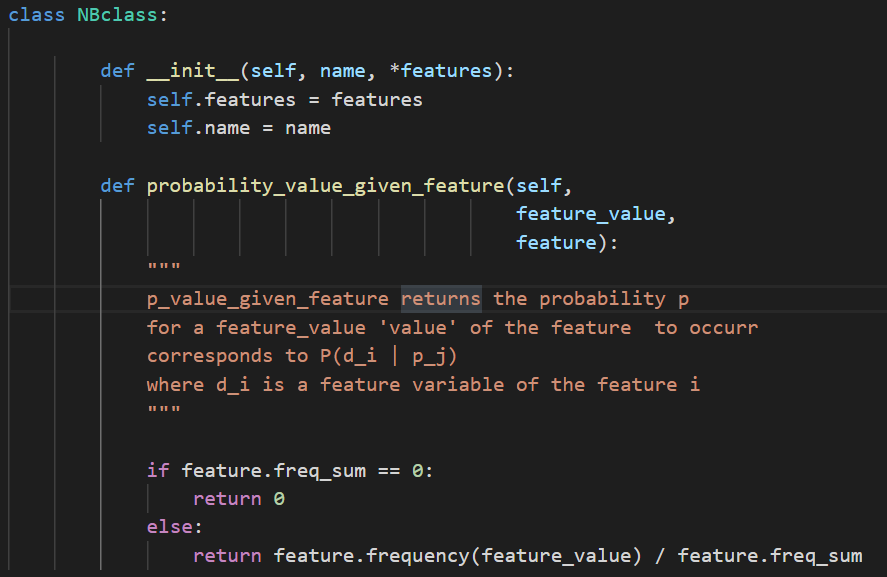 class NBclass:
def __init__(self, name, *features):
self.features = features
self.name = name
def probability_value_given_feature(self,
feature_value,
feature):
"""
p_value_given_feature returns the probability p
for a feature_value 'value' of the feature  to occurr
corresponds to P(d_i | p_j)
where d_i is a feature variable of the feature i
"""
if feature.freq_sum == 0:
return 0
else:
return feature.frequency(feature_value) / feature.freq_sum